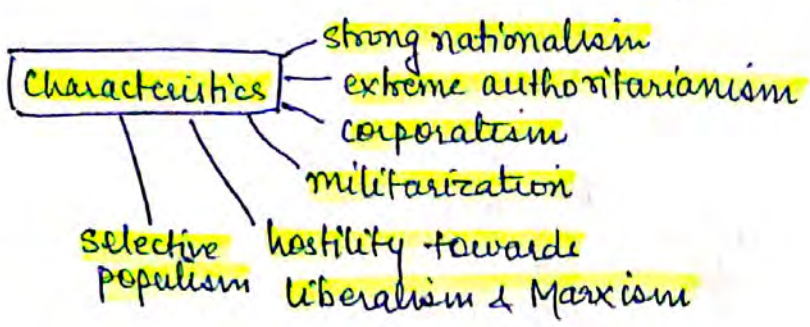 strong nationalism
Characteristics
extreme authoritarianism
corporatism
militarization
selective
populism
hostility towards
liberalism & Marxism